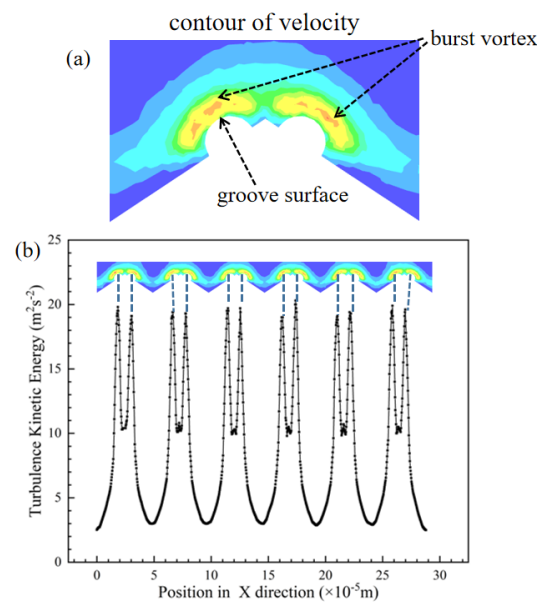 contour of velocity
(a)
burst vortex
groove surface
(b)
25
20
15
10
5
0
Turbulence Kinetic Energy (m²s⁻²)
0 5 10 15 20 25 30
Position in X direction (×10⁻⁵m)